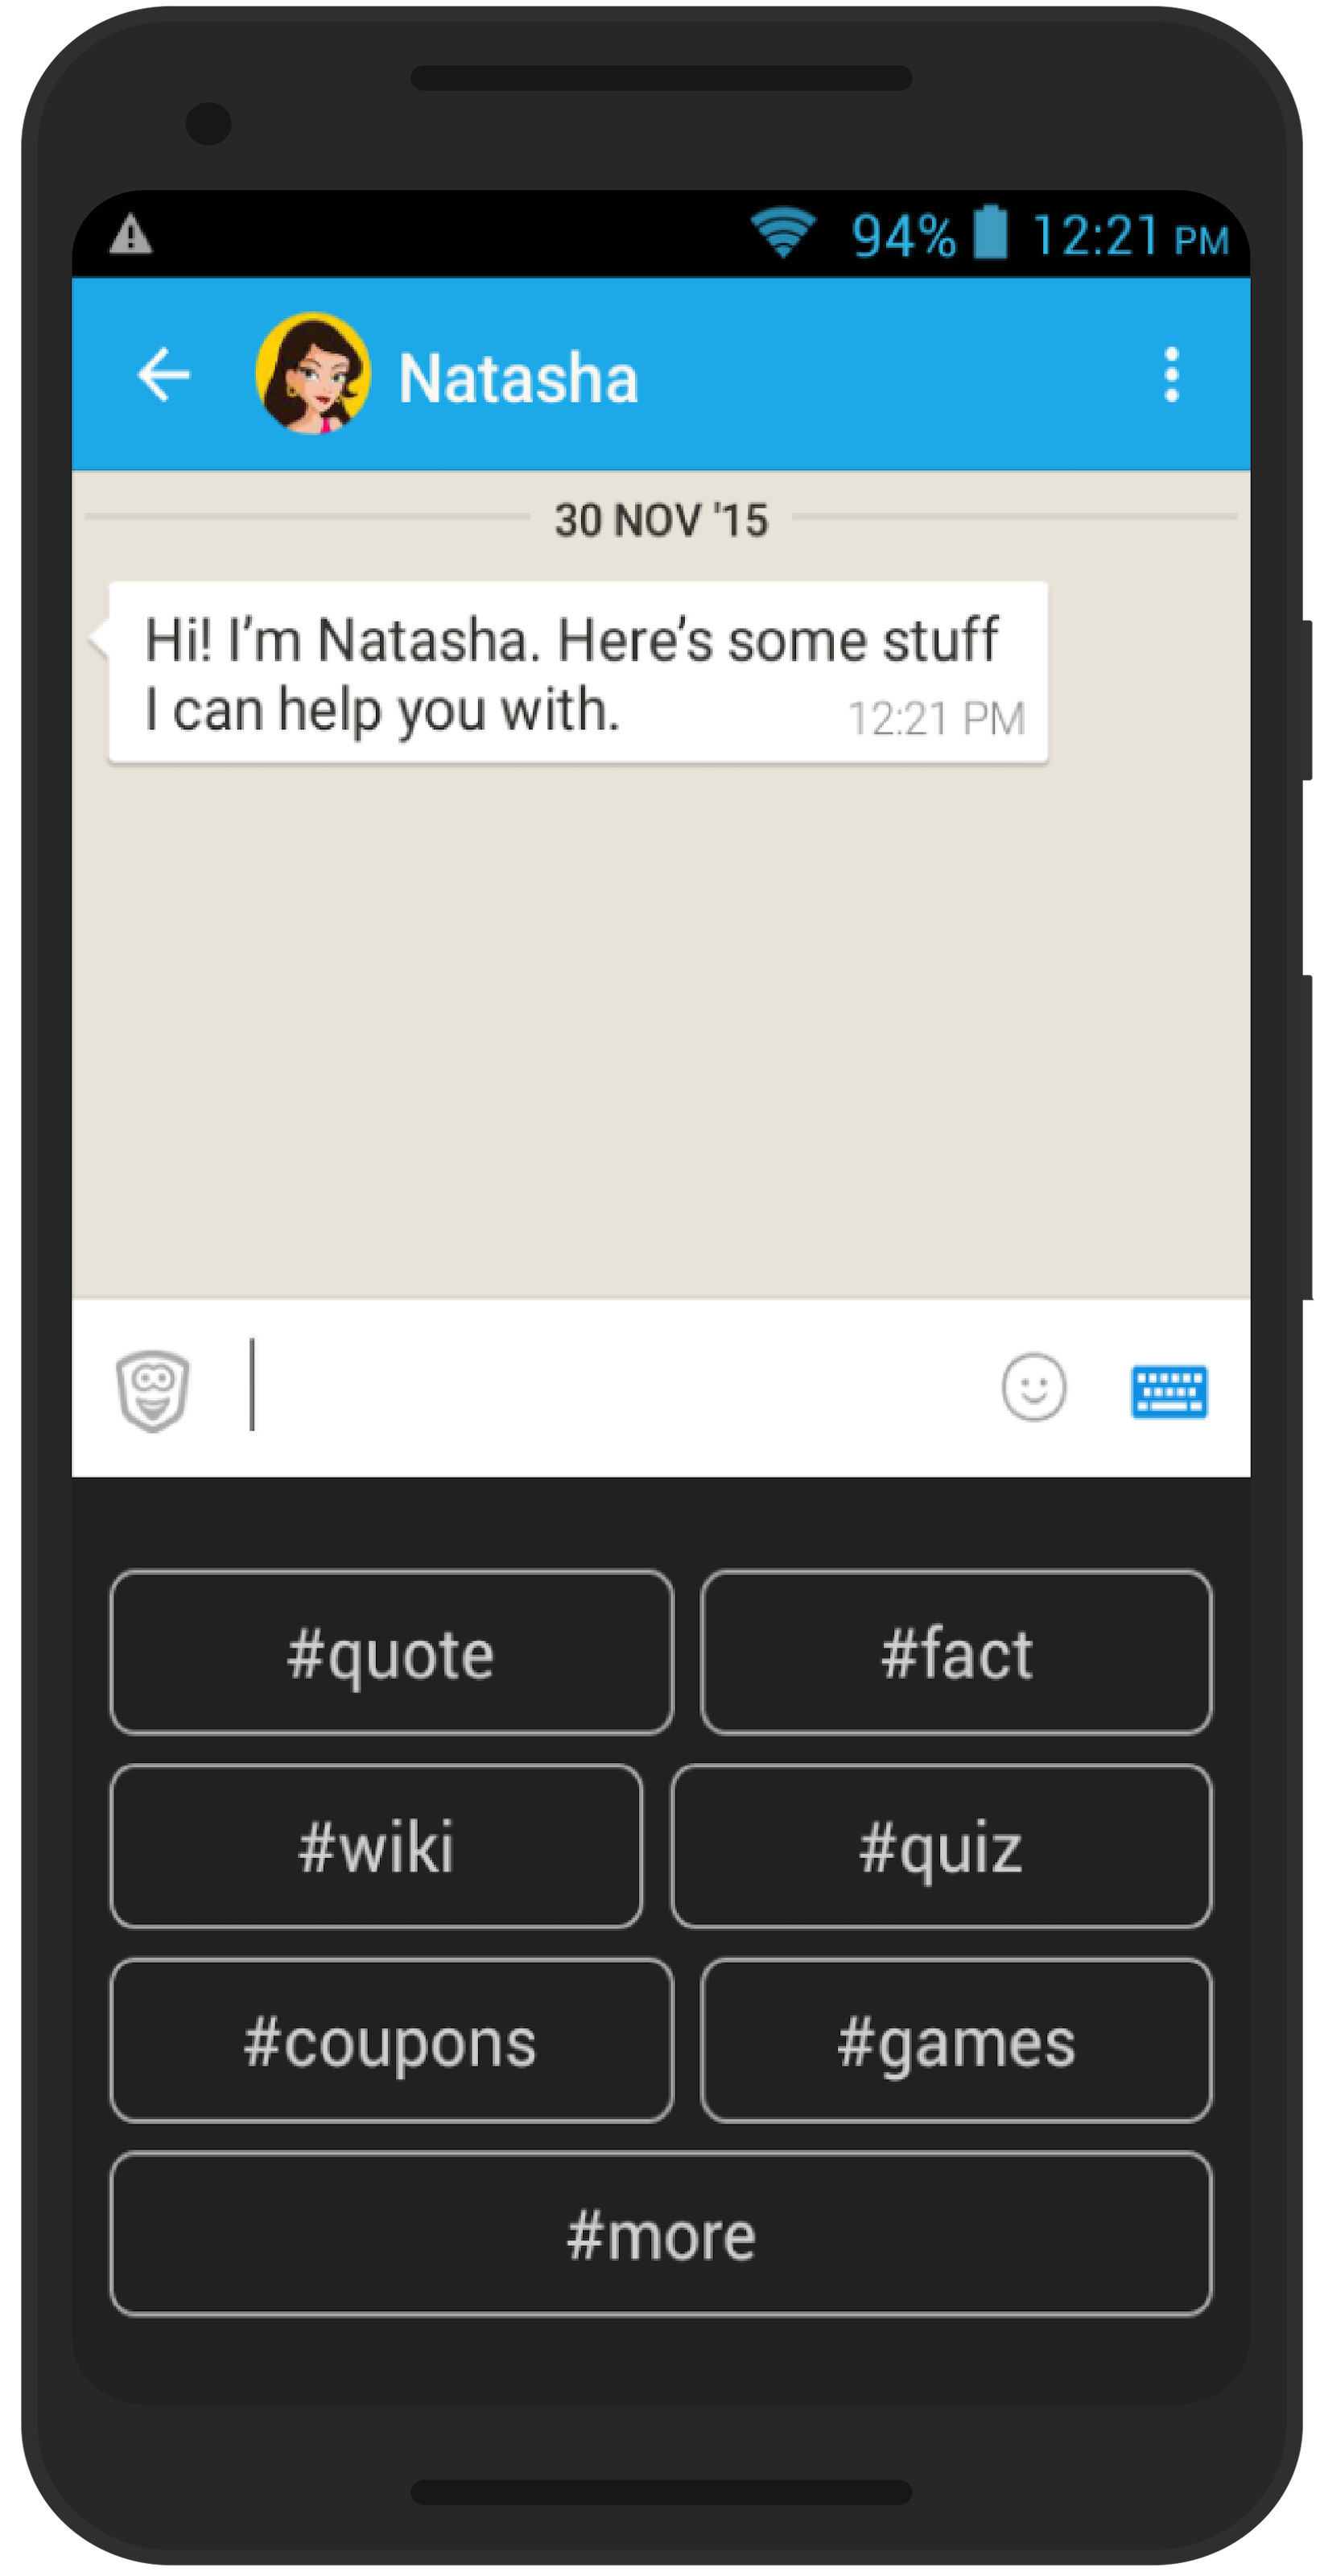 94% 12:21 PM
Natasha
30 NOV '15
Hi! I’m Natasha. Here’s some stuff
I can help you with.
12:21 PM
#quote #fact
#wiki #quiz
#coupons #games
#more